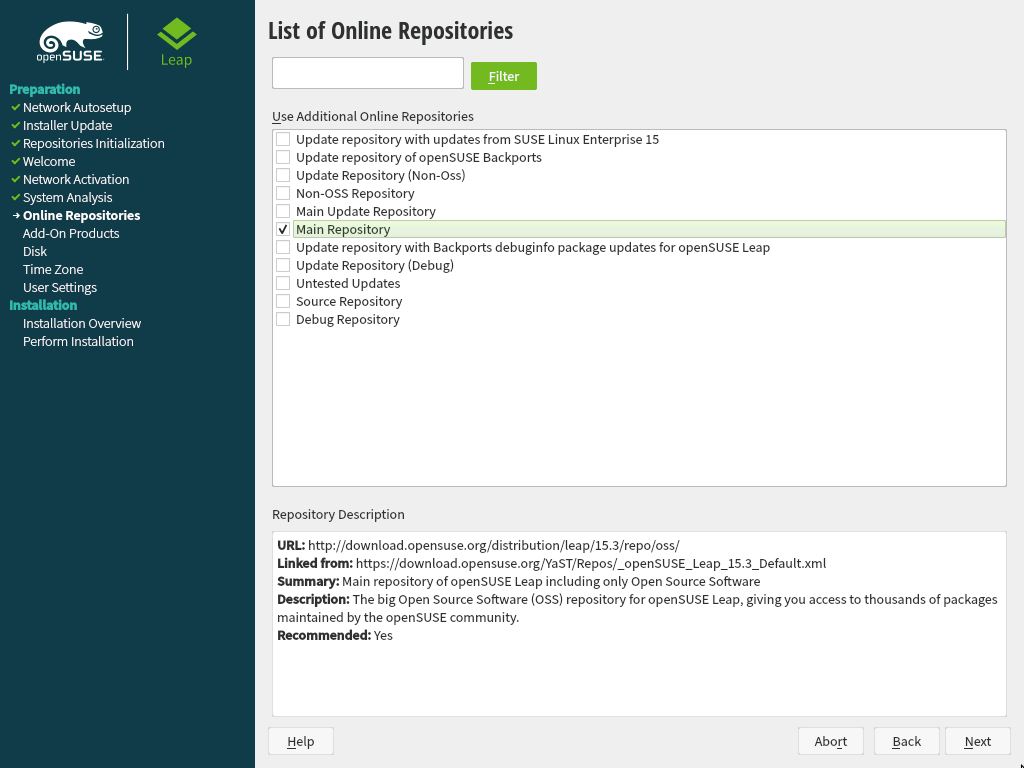 openSUSE
Leap
Preparation
Network Autosetup
Installer Update
Repositories Initialization
Welcome
Network Activation
System Analysis
Online Repositories
Add-On Products
Disk
Time Zone
User Settings
Installation
Installation Overview
Perform Installation
List of Online Repositories
Filter
Use Additional Online Repositories
Update repository with updates from SUSE Linux Enterprise 15
Update repository of openSUSE Backports
Update Repository (Non-Oss)
Non-OSS Repository
Main Update Repository
Main Repository
Update repository with Backports debuginfo package updates for openSUSE Leap
Update Repository (Debug)
Untested Updates
Source Repository
Debug Repository
Repository Description
URL: http://download.opensuse.org/distribution/leap/15.3/repo/oss/
Linked from: https://download.opensuse.org/YaST/Repos/_openSUSE_Leap_15.3_Default.xml
Summary: Main repository of openSUSE Leap including only Open Source Software
Description: The big Open Source Software (OSS) repository for openSUSE Leap, giving you access to thousands of packages
maintained by the openSUSE community.
Recommended: Yes
Help
Abort
Back
Next